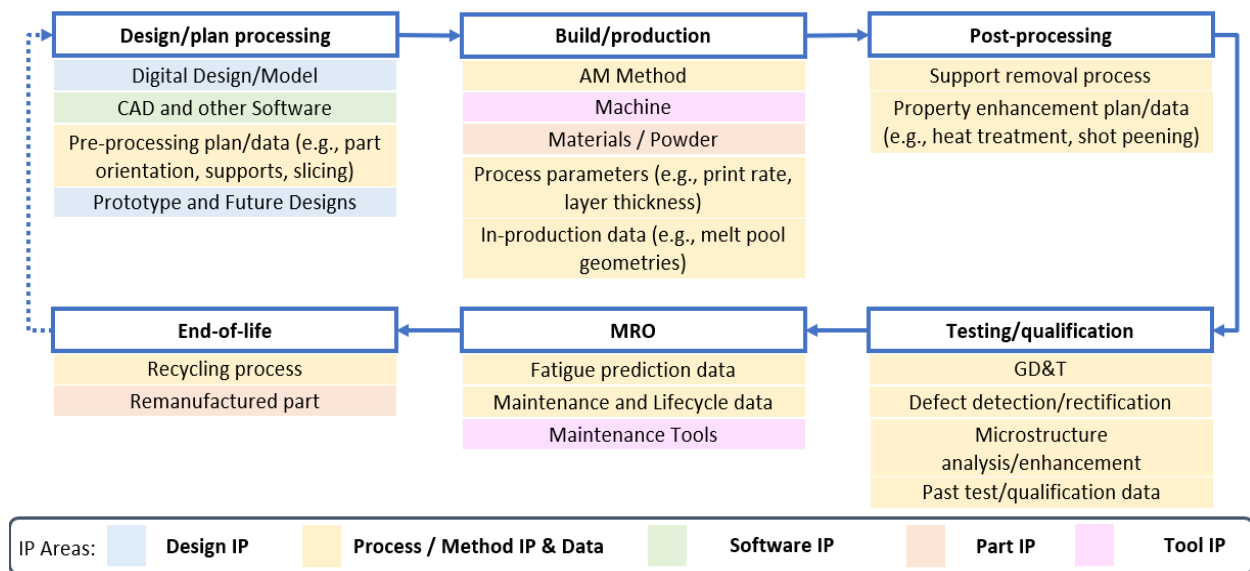 Design/plan processing
Digital Design/Model
CAD and other Software
Pre-processing plan/data (e.g., part
orientation, supports, slicing)
Prototype and Future Designs
Build/production
AM Method
Machine
Materials / Powder
Process parameters (e.g., print rate,
layer thickness)
In-production data (e.g., melt pool
geometries)
Post-processing
Support removal process
Property enhancement plan/data
(e.g., heat treatment, shot peening)
End-of-life
Recycling process
Remanufactured part
MRO
Fatigue prediction data
Maintenance and Lifecycle data
Maintenance Tools
Testing/qualification
GD&T
Defect detection/rectification
Microstructure
analysis/enhancement
Past test/qualification data
IP Areas: Design IP Process / Method IP & Data Software IP Part IP Tool IP